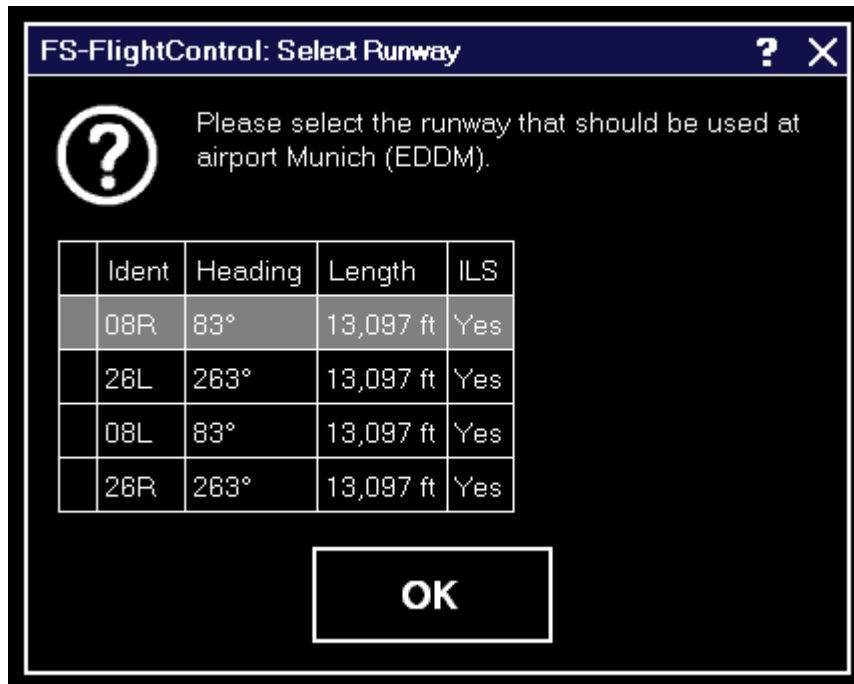 FS-FlightControl: Select Runway ? X
?
Please select the runway that should be used at
airport Munich (EDDM).
Ident Heading Length ILS
08R 83° 13,097 ft Yes
26L 263° 13,097 ft Yes
08L 83° 13,097 ft Yes
26R 263° 13,097 ft Yes
OK